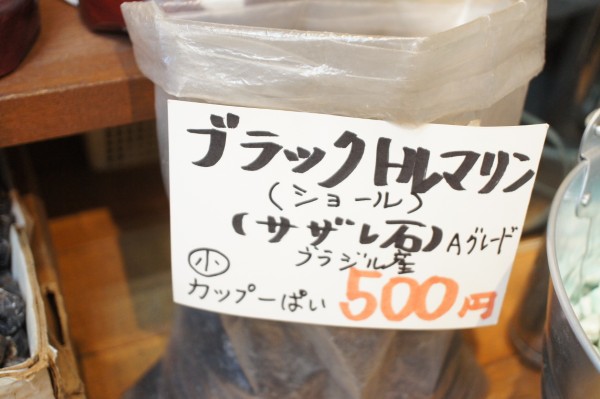 ブラックトルマリン
(ショール)
(サザレ石) Aグレード
ブラジル産
小 カップ一ぱい 500円